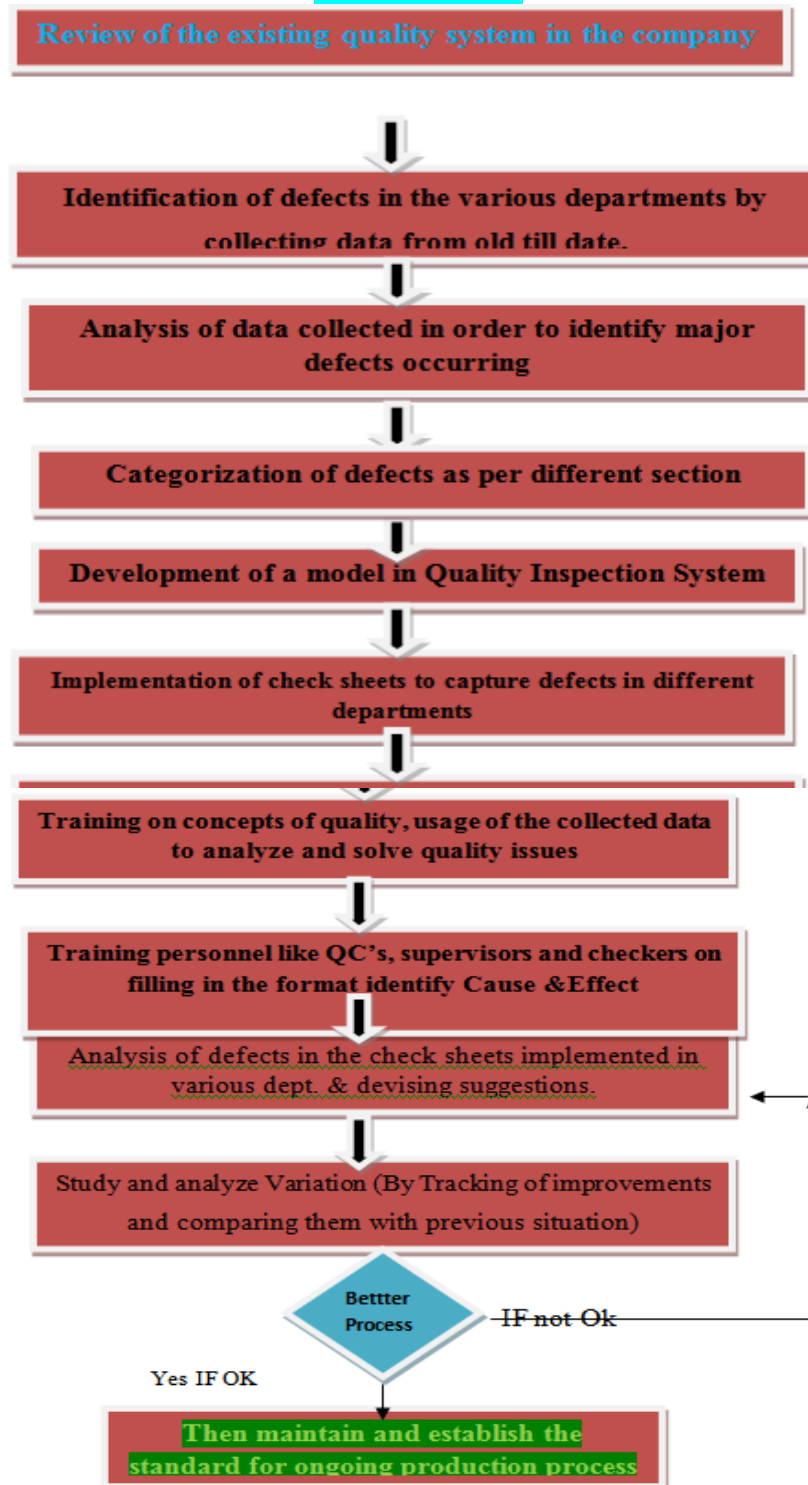 Review of the existing quality system in the company
Identification of defects in the various departments by
collecting data from old till date.
Analysis of data collected in order to identify major
defects occurring
Categorization of defects as per different section
Development of a model in Quality Inspection System
Implementation of check sheets to capture defects in different
departments
Training on concepts of quality, usage of the collected data
to analyze and solve quality issues
Training personnel like QC's, supervisors and checkers on
filling in the format identify Cause &Effect
Analysis of defects in the check sheets implemented in
various dept. & devising suggestions.
Study and analyze Variation (By Tracking of improvements
and comparing them with previous situation)
Bettter
Process
IF not Ok
Yes IF OK
Then maintain and establish the
standard for ongoing production process